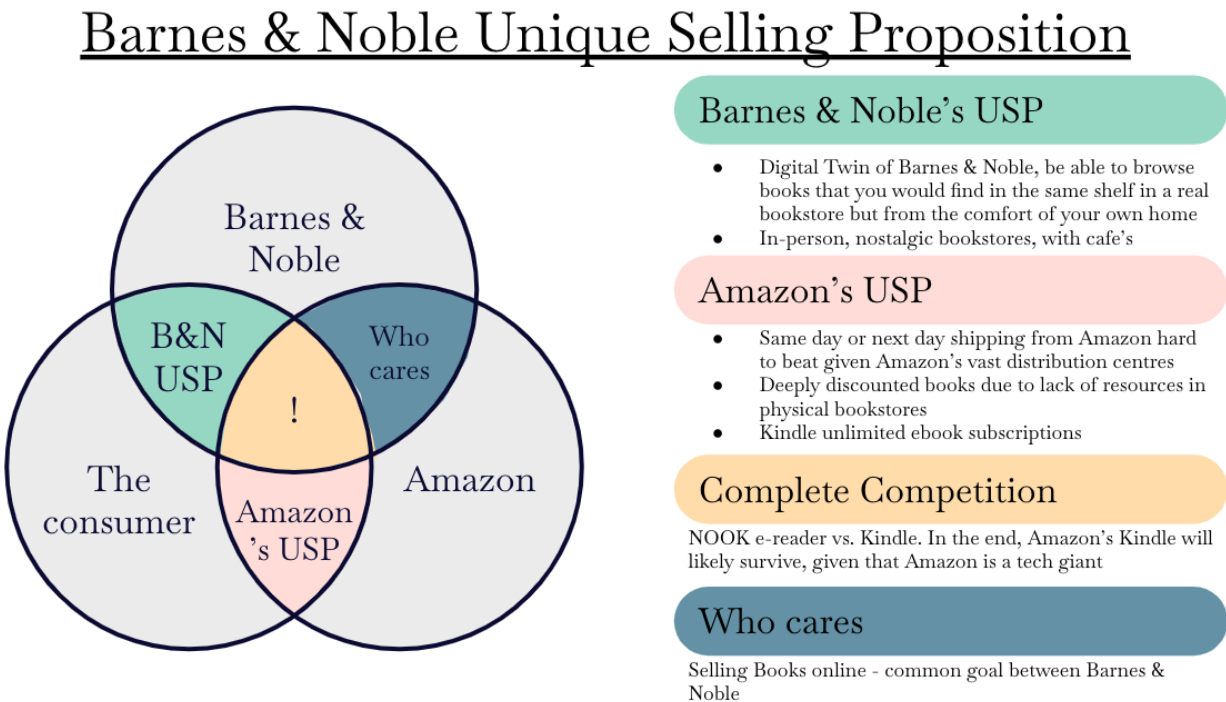 Barnes & Noble Unique Selling Proposition
Barnes &
Noble
B&N
USP
Who
cares
!
The
consumer
Amazon
Amazon
's USP
Barnes & Noble's USP
● Digital Twin of Barnes & Noble, be able to browse
books that you would find in the same shelf in a real
bookstore but from the comfort of your own home
● In-person, nostalgic bookstores, with cafe's
Amazon's USP
● Same day or next day shipping from Amazon hard
to beat given Amazon's vast distribution centres
● Deeply discounted books due to lack of resources in
physical bookstores
● Kindle unlimited ebook subscriptions
Complete Competition
NOOK e-reader vs. Kindle. In the end, Amazon's Kindle will
likely survive, given that Amazon is a tech giant
Who cares
Selling Books online - common goal between Barnes &
Noble